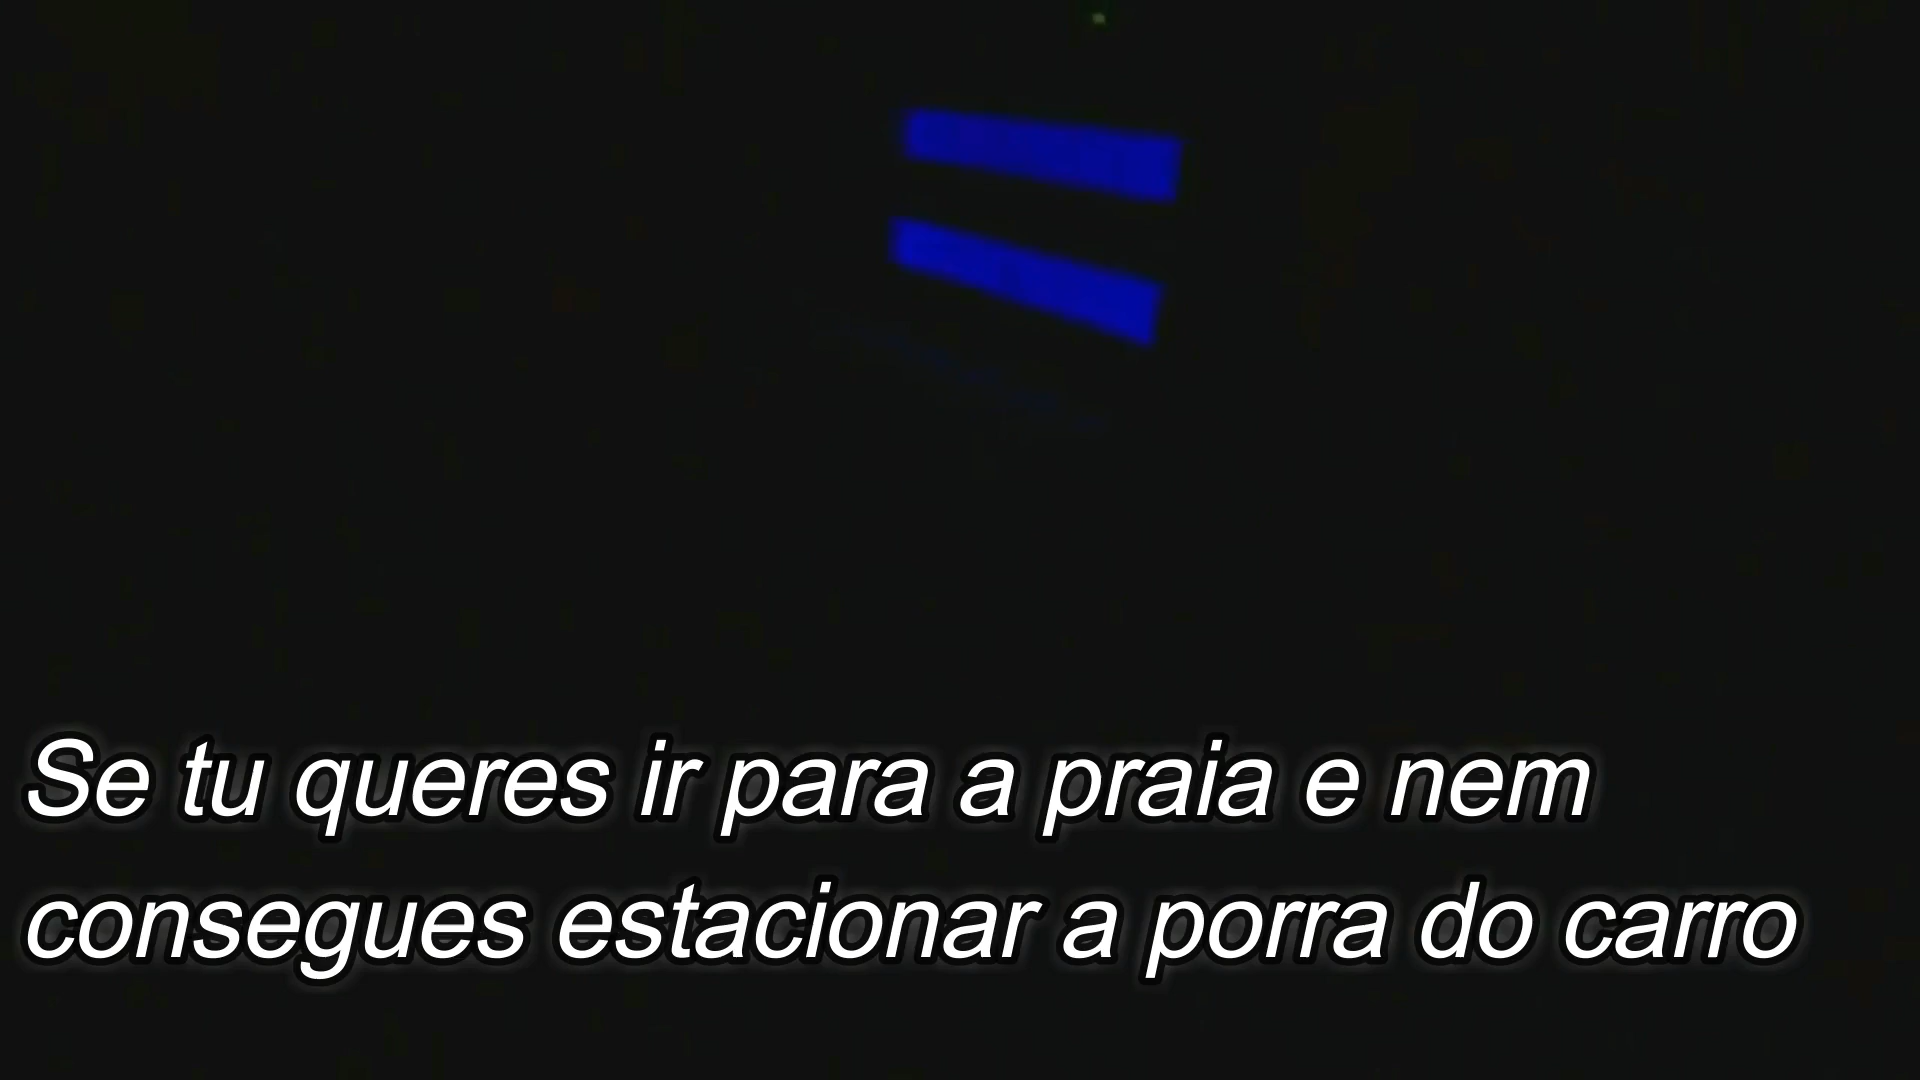 Se tu queres ir para a praia e nem
consegues estacionar a porra do carro